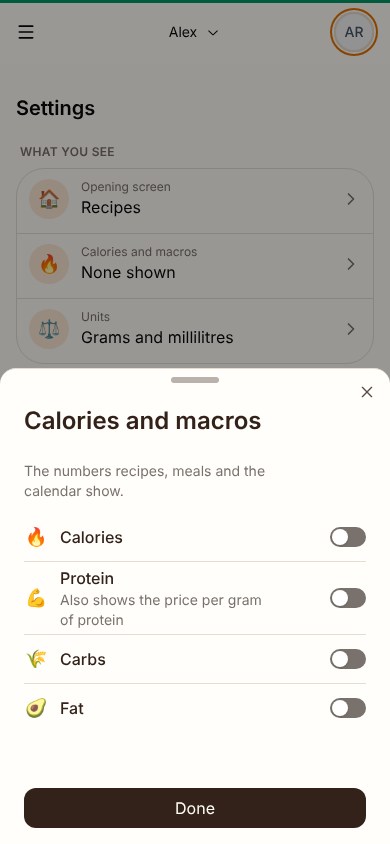 Alex
AR
Settings
WHAT YOU SEE
Opening screen
Recipes
Calories and macros
None shown
Units
Grams and millilitres
Calories and macros
The numbers recipes, meals and the
calendar show.
Calories
Protein
Also shows the price per gram
of protein
Carbs
Fat
Done